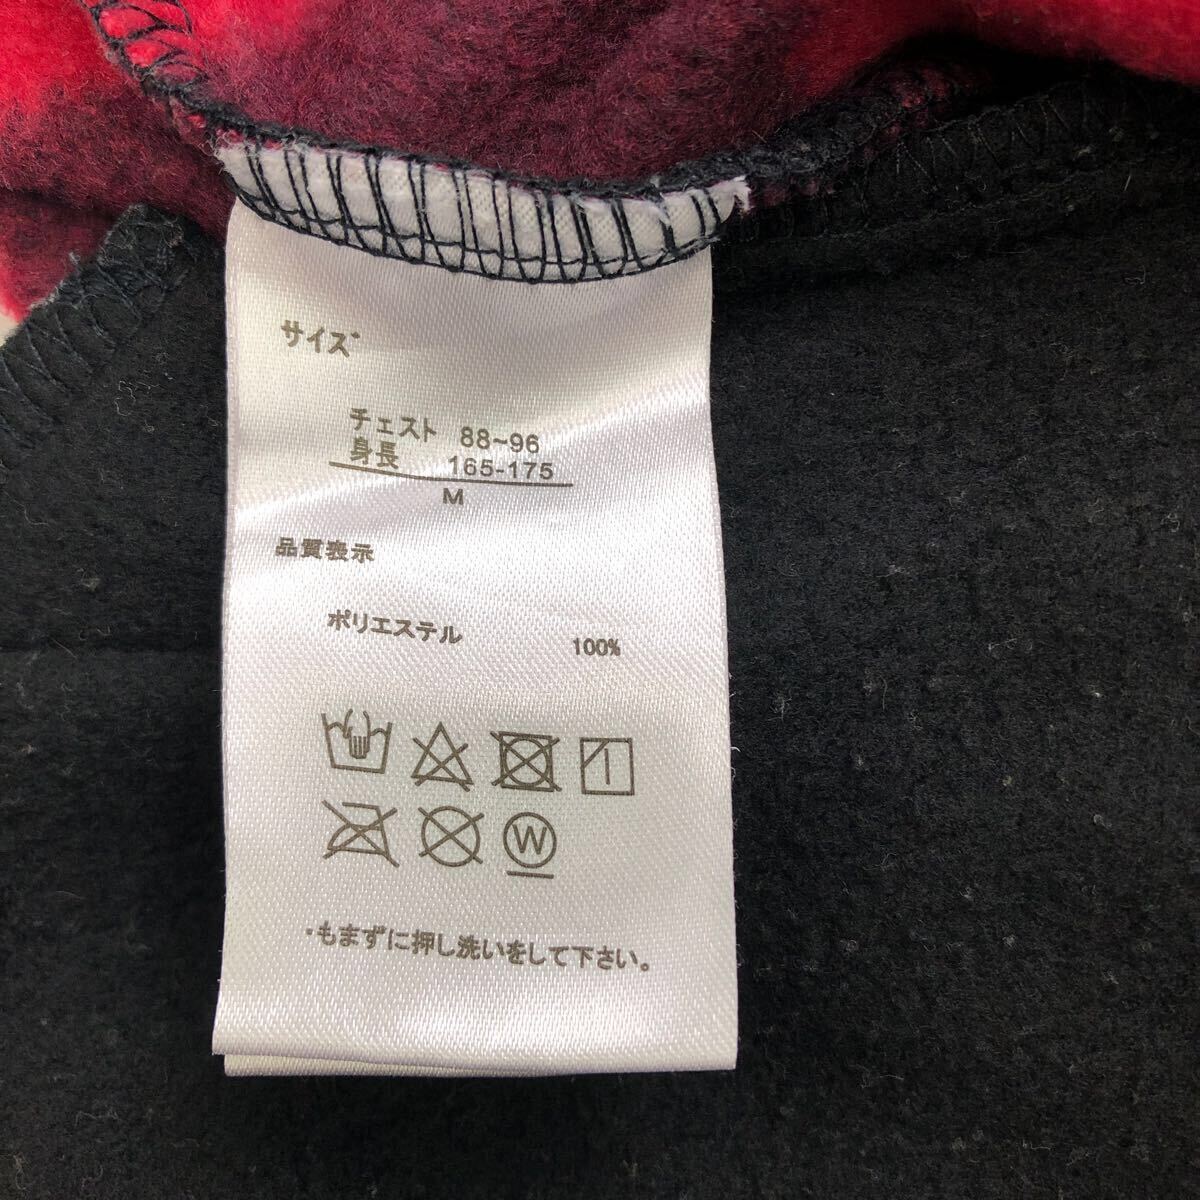 サイズ
チェスト 88~96
身長 165-175
M
品質表示
ポリエステル 100%
W
・もまずに押し洗いをして下さい。